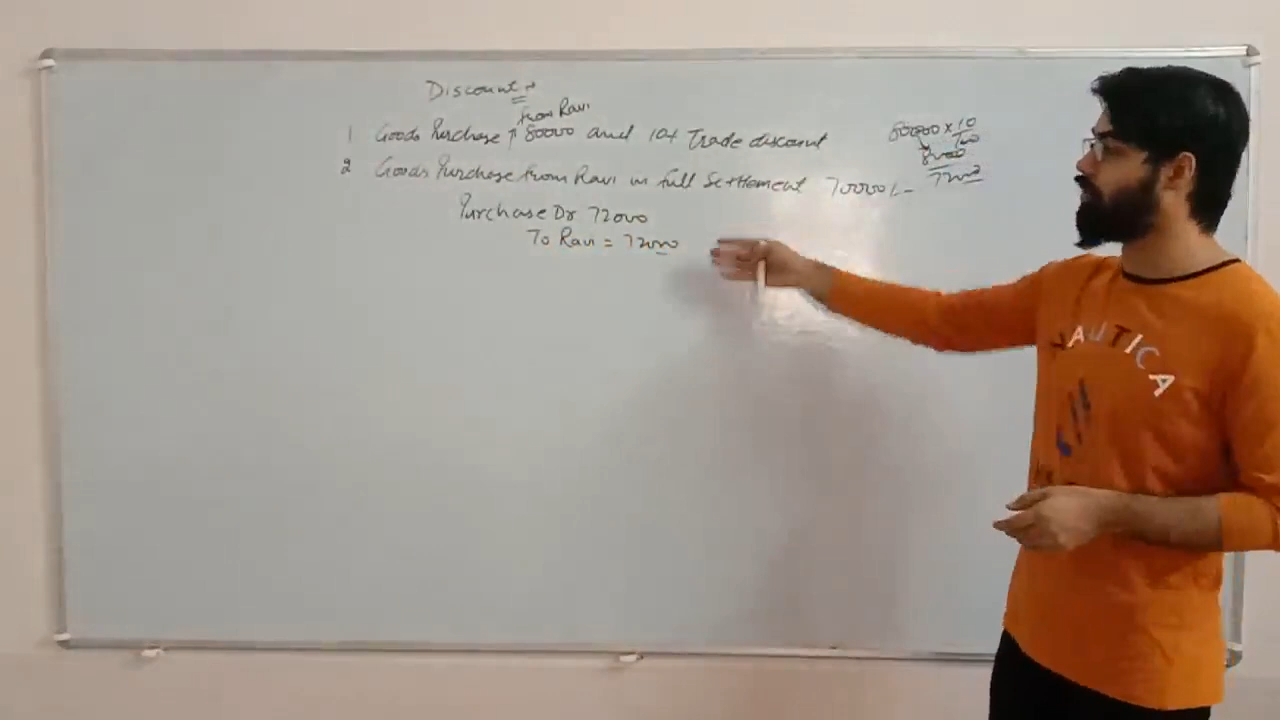 Discount
from Ravi
1 Goods Purchase 80000 and 10% Trade discount
2 Goods Purchase from Ravi in full Settlement 70000/-
Purchase Dr 72000
To Ravi = 72000
80000 x 10
100
8000
72000
NAUTICA